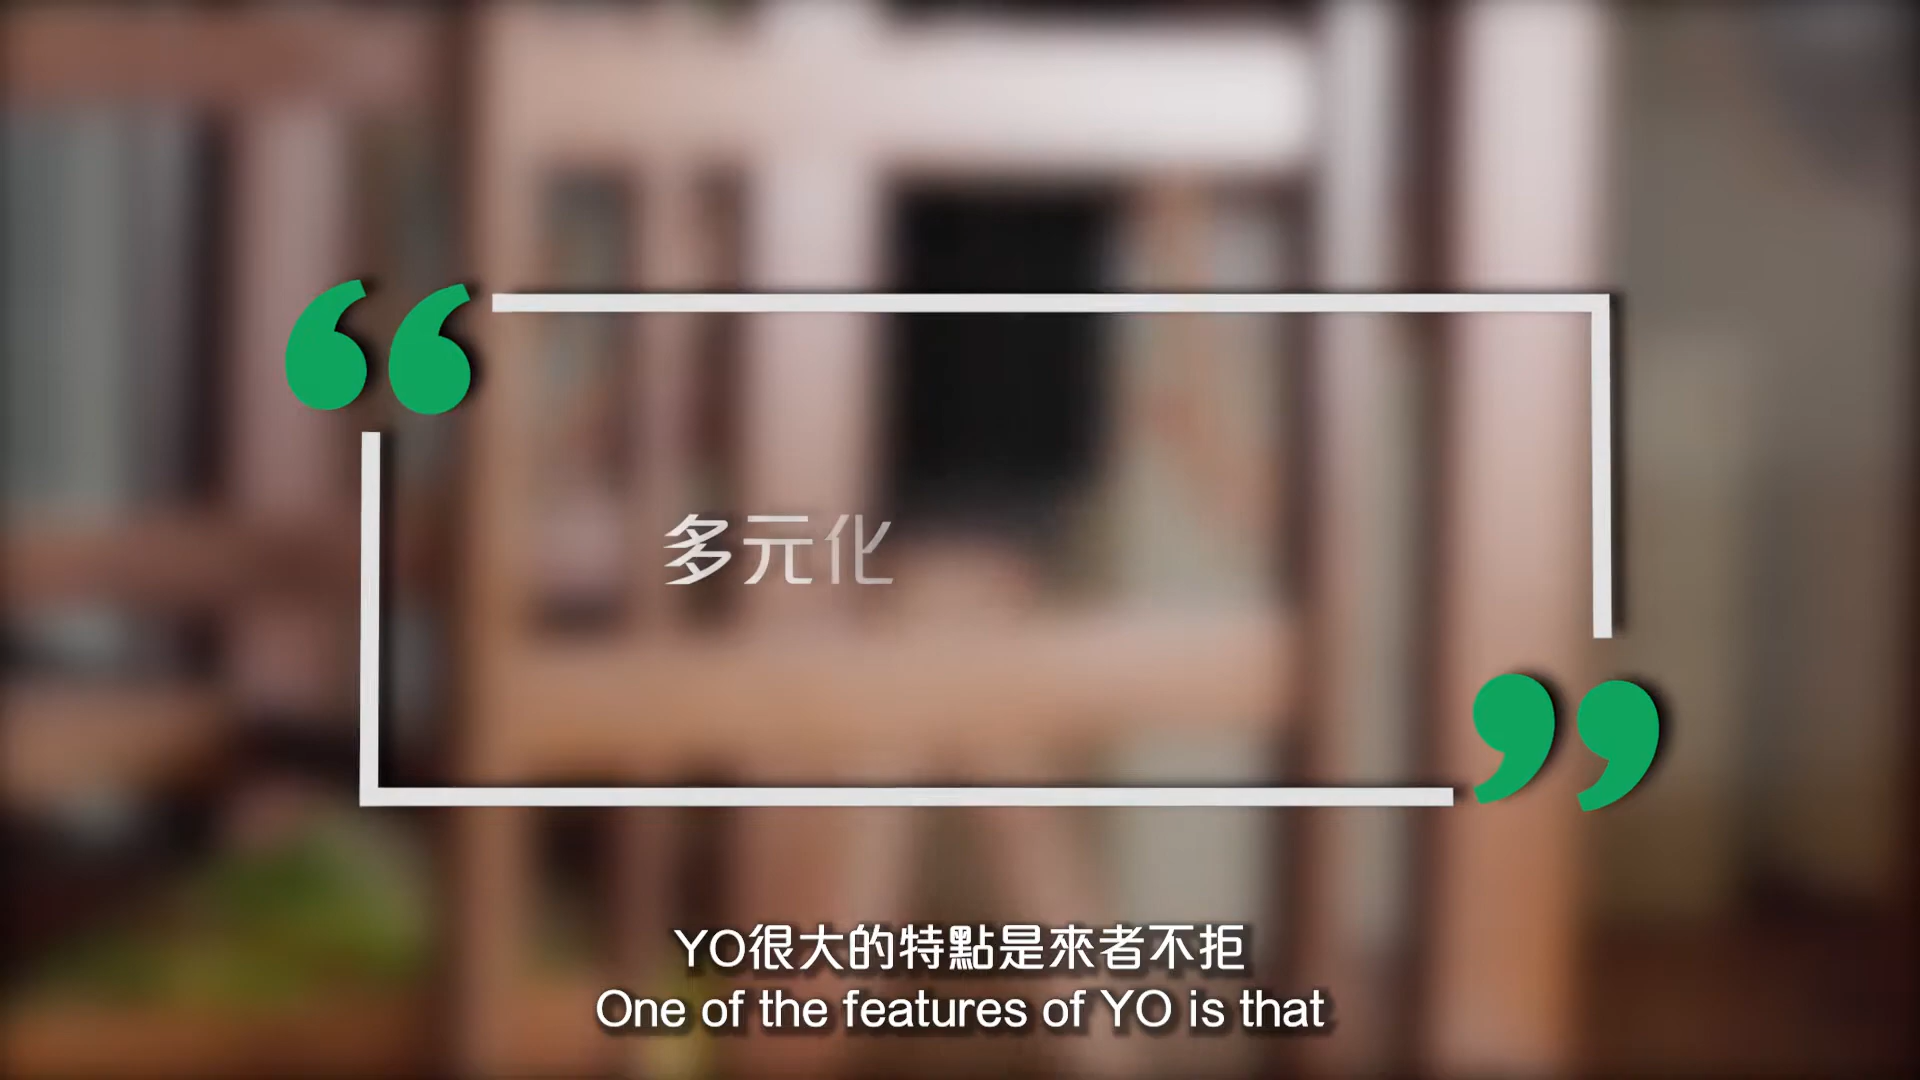 多元化
YO很大的特點是來者不拒
One of the features of YO is that